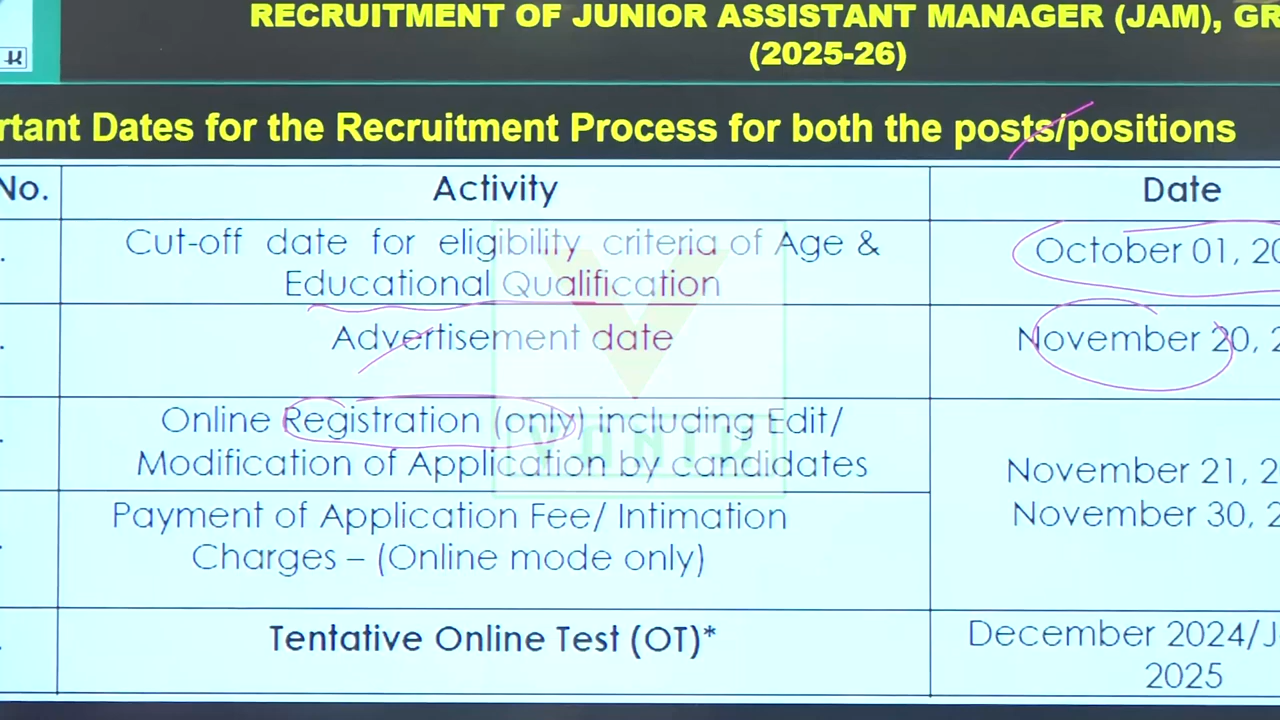 RECRUITMENT OF JUNIOR ASSISTANT MANAGER (JAM), GR
(2025-26)
rtant Dates for the Recruitment Process for both the posts/positions
No. Activity Date
Cut-off date for eligibility criteria of Age &
Educational Qualification
October 01, 20
Advertisement date November 20, 2
Online Registration (only) including Edit/
Modification of Application by candidates
Payment of Application Fee/ Intimation
Charges – (Online mode only)
November 21, 2
November 30, 2
Tentative Online Test (OT)*
December 2024/J
2025